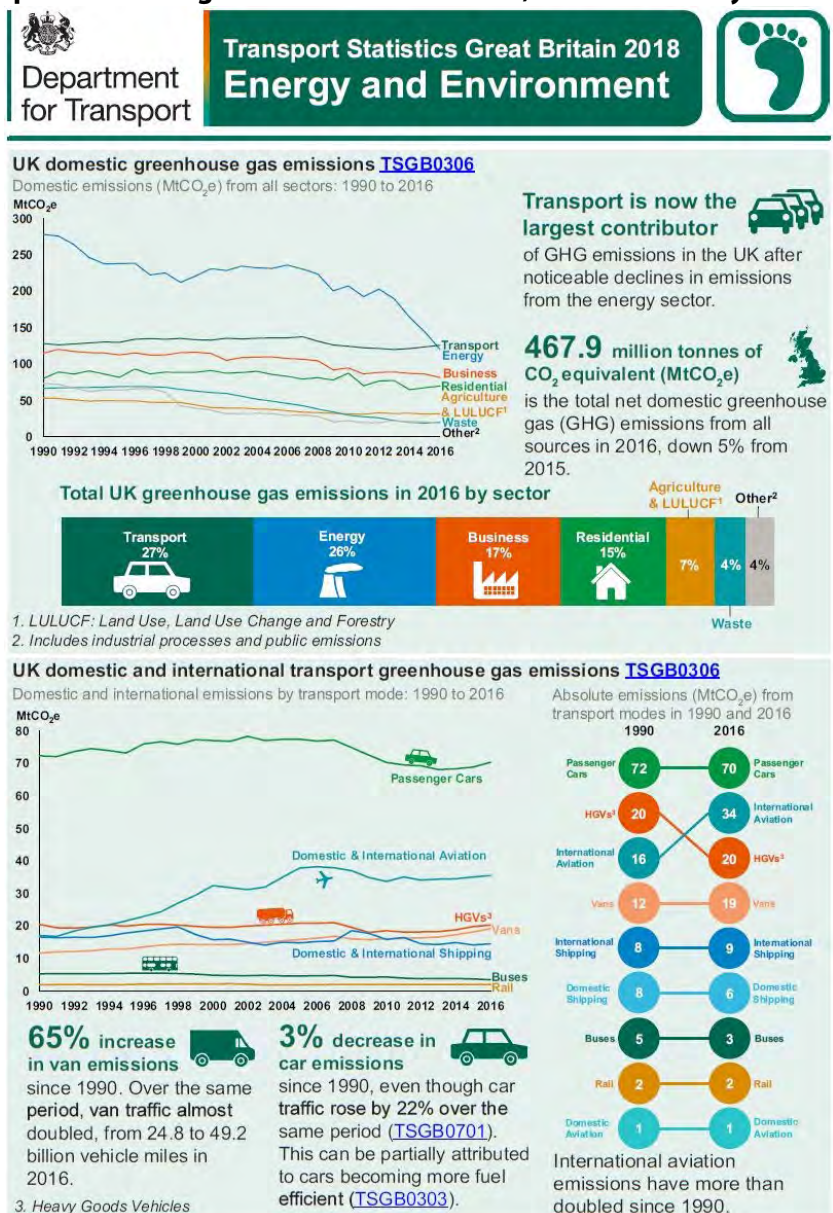 Department
for Transport
Transport Statistics Great Britain 2018
Energy and Environment
UK domestic greenhouse gas emissions TSGB0306
Domestic emissions (MtCO₂e) from all sectors: 1990 to 2016
MtCO₂e
300
250
200
150
100
50
0
1990 1992 1994 1996 1998 2000 2002 2004 2006 2008 2010 2012 2014 2016
Transport
Energy
Business
Residential
Agriculture
& LULUCF¹
Waste
Other²
Transport is now the
largest contributor
of GHG emissions in the UK after
noticeable declines in emissions
from the energy sector.
467.9 million tonnes of
CO₂ equivalent (MtCO₂e)
is the total net domestic greenhouse
gas (GHG) emissions from all
sources in 2016, down 5% from
2015.
Total UK greenhouse gas emissions in 2016 by sector
Transport
27%
Energy
26%
Business
17%
Residential
15%
Agriculture
& LULUCF¹
7%
4%
Waste
Other²
4%
1. LULUCF: Land Use, Land Use Change and Forestry
2. Includes industrial processes and public emissions
UK domestic and international transport greenhouse gas emissions TSGB0306
Domestic and international emissions by transport mode: 1990 to 2016
MtCO₂e
80
70
60
50
40
30
20
10
0
1990 1992 1994 1996 1998 2000 2002 2004 2006 2008 2010 2012 2014 2016
Passenger Cars
Domestic & International Aviation
HGVs³
Vans
Domestic & International Shipping
Buses
Rail
Absolute emissions (MtCO₂e) from
transport modes in 1990 and 2016
1990 2016
Passenger
Cars
72 70
Passenger
Cars
HGVs³
20 34
International
Aviation
International
Aviation
16 20
HGVs³
Vans 12 19 Vans
International
Shipping
8 9
International
Shipping
Domestic
Shipping
8 6
Domestic
Shipping
Buses 5 3 Buses
Rail 2 2 Rail
Domestic
Aviation
1 1
Domestic
Aviation
International aviation
emissions have more than
doubled since 1990.
65% increase
in van emissions
since 1990. Over the same
period, van traffic almost
doubled, from 24.8 to 49.2
billion vehicle miles in
2016.
3% decrease in
car emissions
since 1990, even though car
traffic rose by 22% over the
same period (TSGB0701).
This can be partially attributed
to cars becoming more fuel
efficient (TSGB0303).
3. Heavy Goods Vehicles